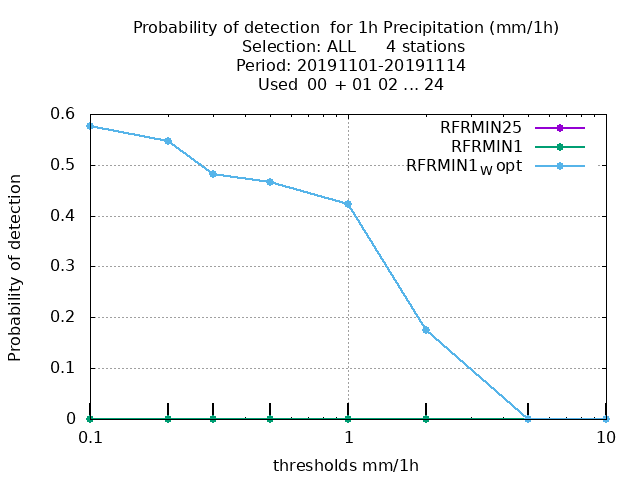 Probability of detection  for 1h Precipitation (mm/1h)
Selection: ALL      4 stations
Period: 20191101-20191114
Used  00  + 01 02 ... 24
RFRMIN25
RFRMIN1
RFRMIN1W opt
0.6
0.5
0.4
0.3
0.2
0.1
0
Probability of detection
0.1 1 10
thresholds mm/1h